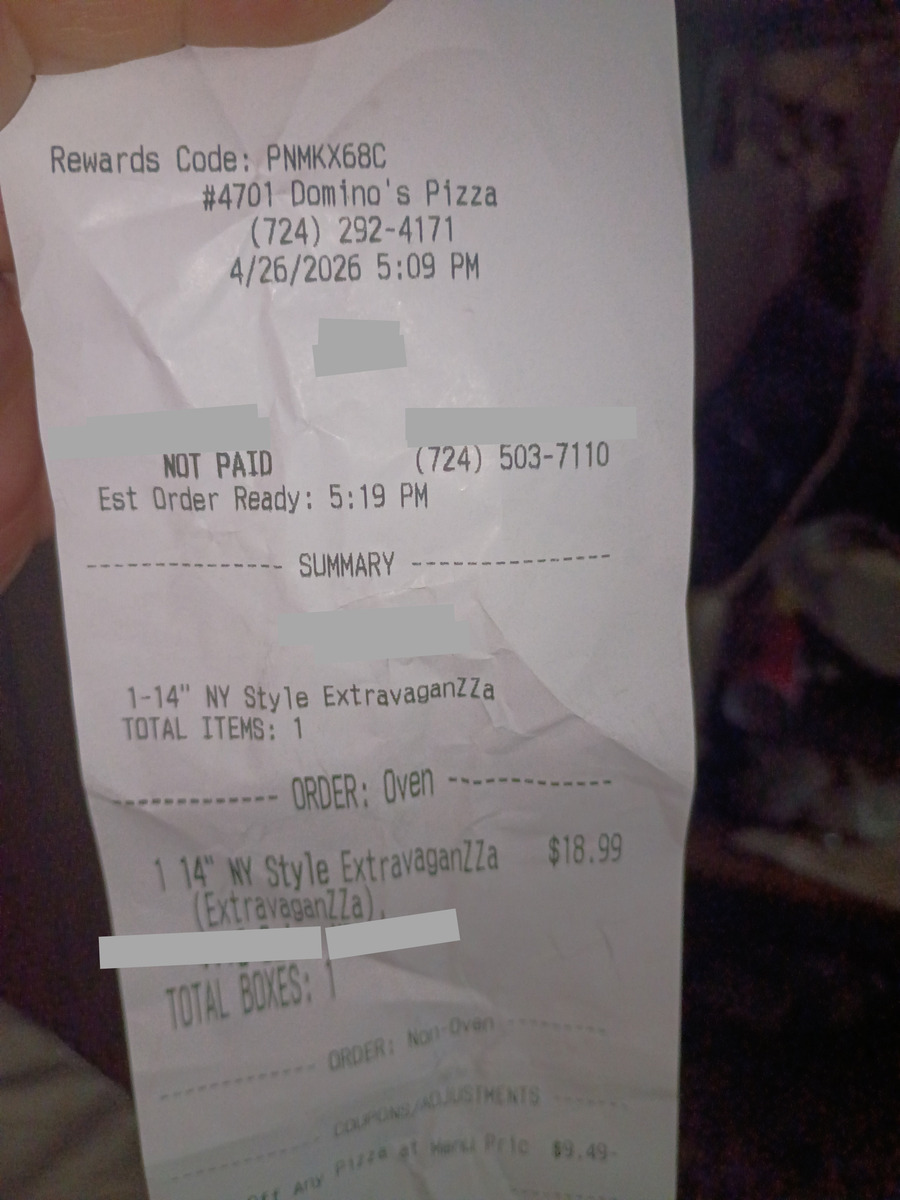 Rewards Code: PNMKX68C
#4701 Domino's Pizza
(724) 292-4171
4/26/2026 5:09 PM
NOT PAID (724) 503-7110
Est Order Ready: 5:19 PM
-------------- SUMMARY --------------
1-14" NY Style ExtravaganZZa
TOTAL ITEMS: 1
-------------- ORDER: Oven --------------
1 14" NY Style ExtravaganZZa $18.99
(ExtravaganZZa),
TOTAL BOXES: 1
-------------- ORDER: Non-Oven --------------
-------------- COUPONS/ADJUSTMENTS --------------
Off Any Pizza at Menu Pric $9.49-